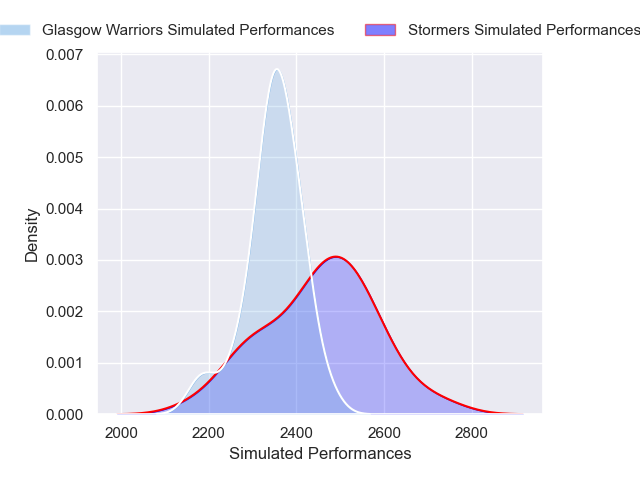 Glasgow Warriors Simulated Performances Stormers Simulated Performances
0.007
0.006
0.005
0.004
0.003
0.002
0.001
0.000
Density
2000 2200 2400 2600 2800
Simulated Performances